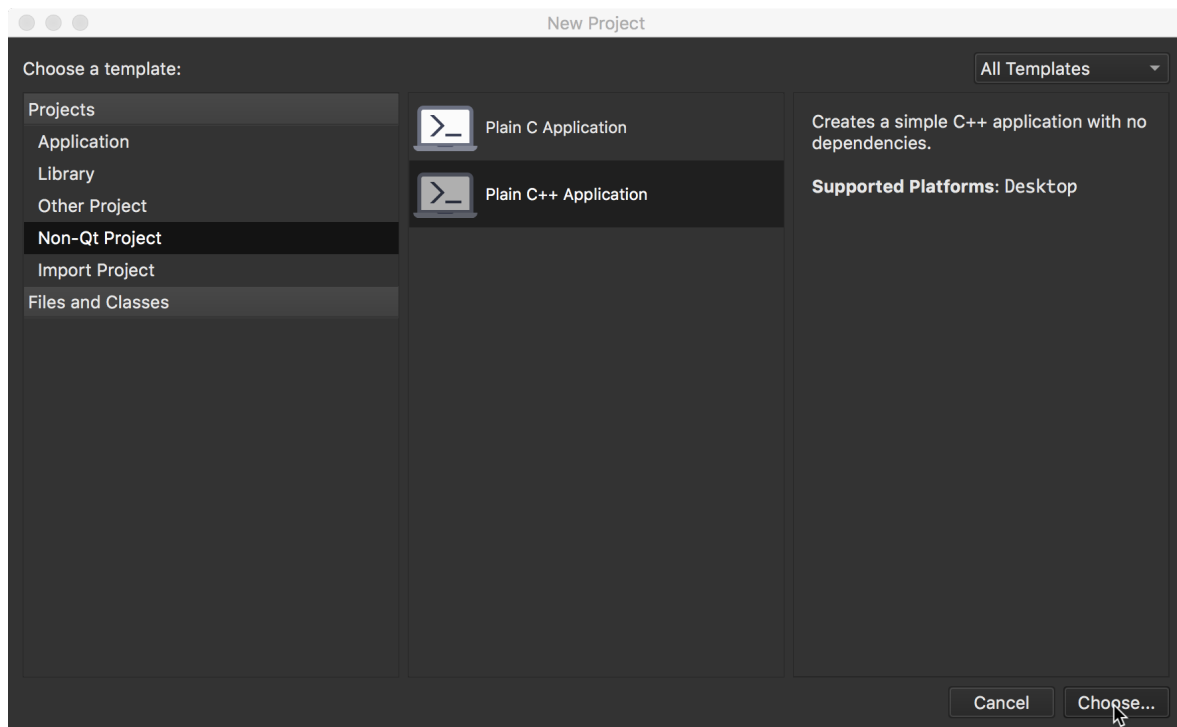 New Project
Choose a template:
All Templates
Projects
Application
Library
Other Project
Non-Qt Project
Import Project
Files and Classes
Plain C Application
Plain C++ Application
Creates a simple C++ application with no
dependencies.
Supported Platforms: Desktop
Cancel
Choose...